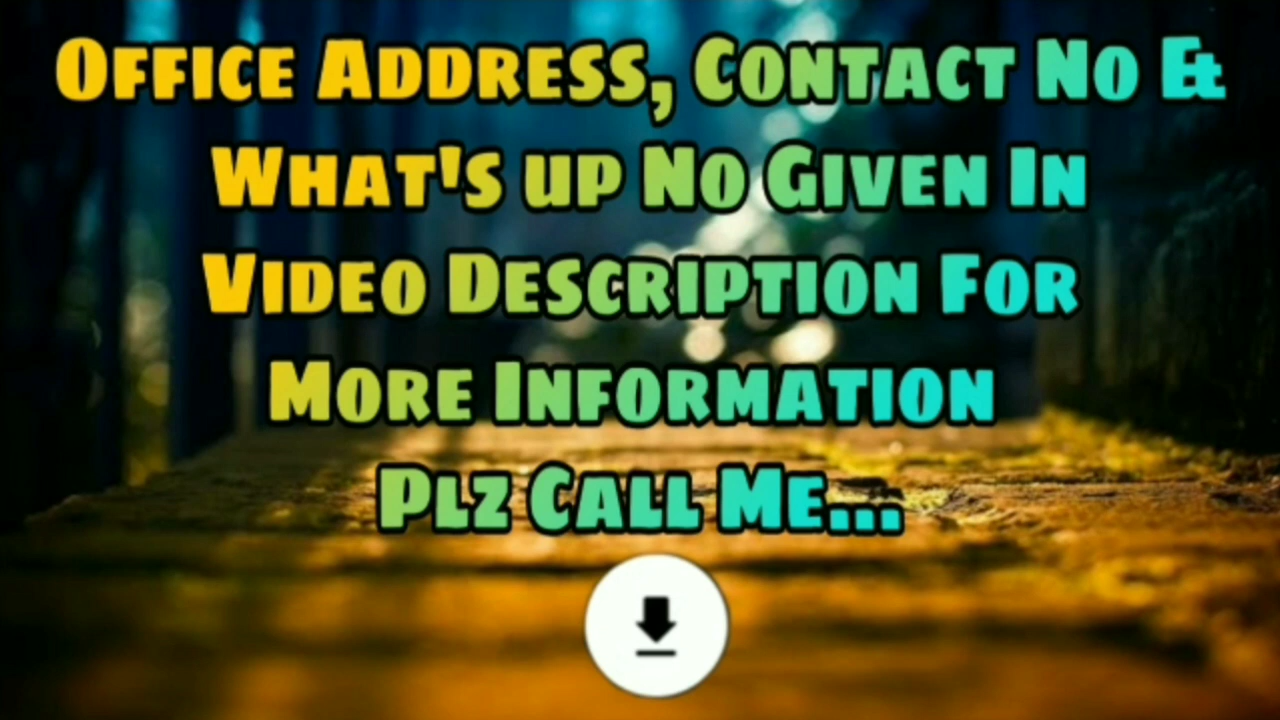 Office Address, Contact No &
What's up No Given In
Video Description For
More Information
Plz Call Me...